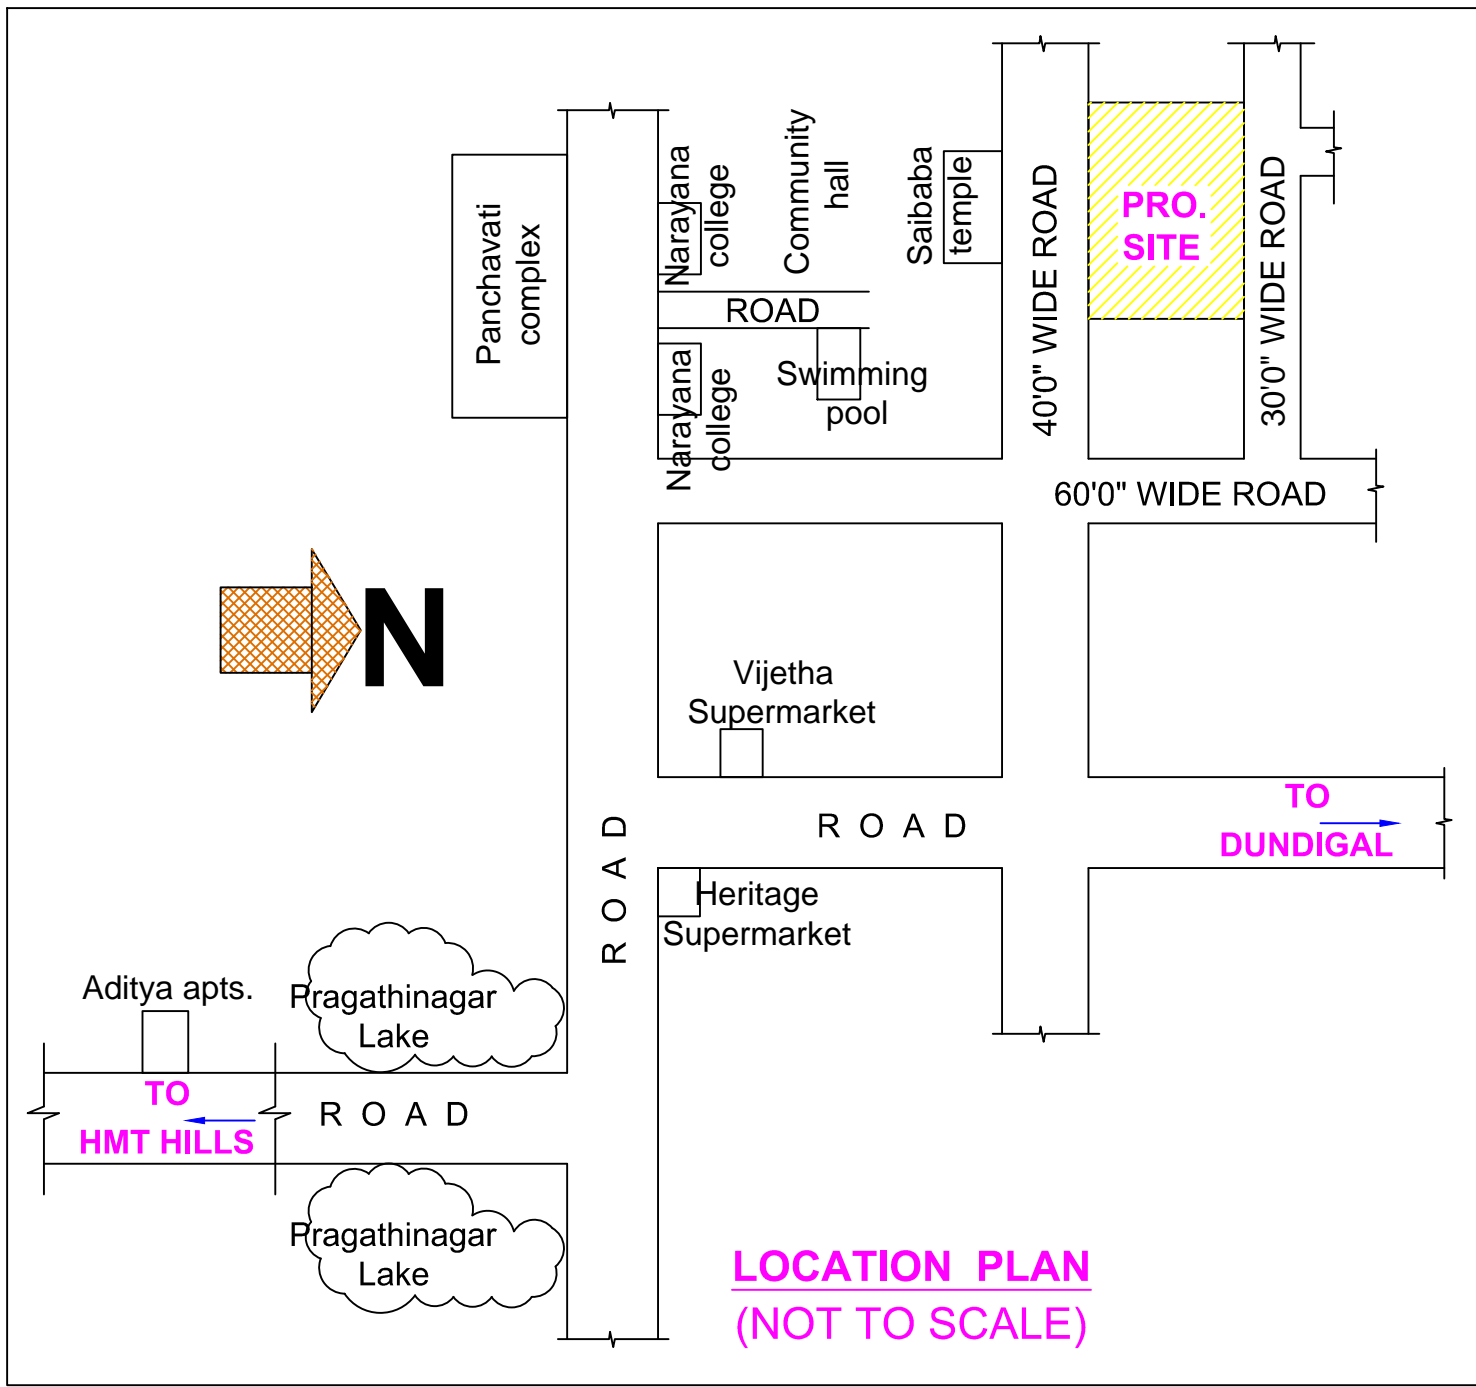 Panchavati
complex
Narayana
college
Community
hall
Saibaba
temple
40'0" WIDE ROAD
PRO.
SITE
30'0" WIDE ROAD
ROAD
Narayana
college
Swimming
pool
60'0" WIDE ROAD
N
Vijetha
Supermarket
R O A D
R O A D
TO
DUNDIGAL
Heritage
Supermarket
Aditya apts.
Pragathinagar
Lake
TO
HMT HILLS
R O A D
Pragathinagar
Lake
LOCATION PLAN
(NOT TO SCALE)